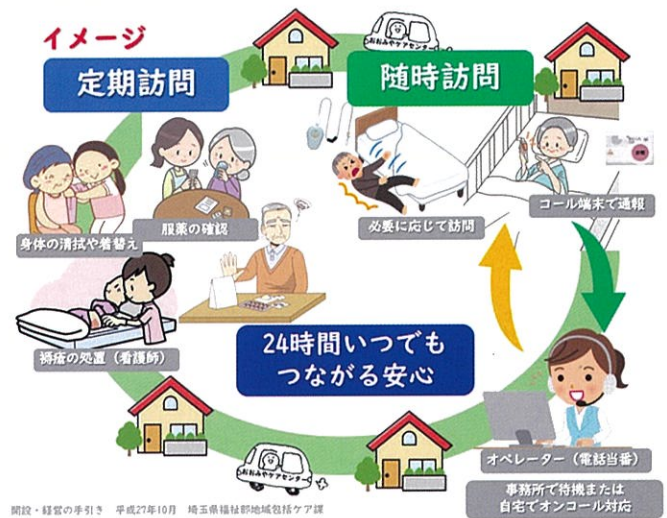 イメージ
定期訪問
随時訪問
おおみやケアセンター
身体の清拭や着替え
服薬の確認
必要に応じて訪問
コール端末で通報
褥瘡の処置（看護師）
24時間いつでも
つながる安心
おおみやケアセンター
オペレーター（電話当番）
事務所で待機または
自宅でオンコール対応
開設・経営の手引き 平成27年10月 埼玉県福祉部地域包括ケア課